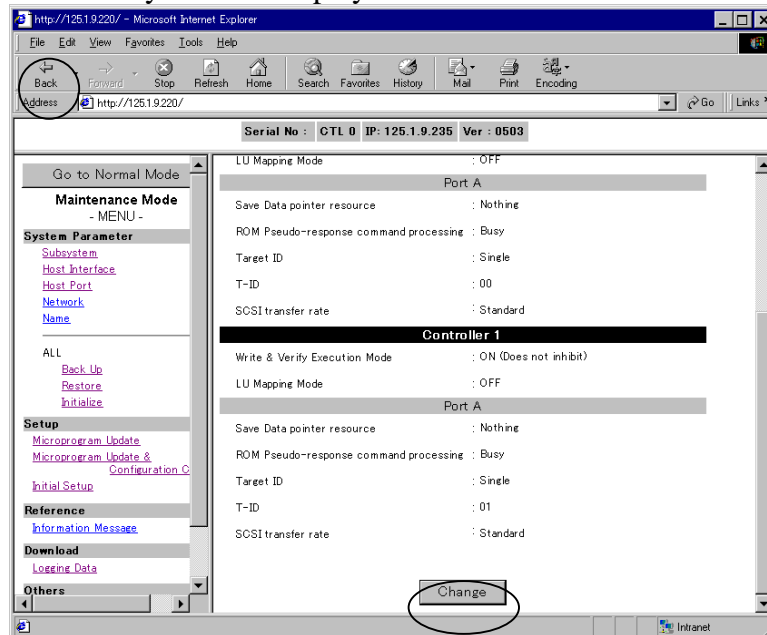 http://125.1.9.220/ - Microsoft Internet Explorer
File Edit View Favorites Tools Help
Back Forward Stop Refresh Home Search Favorites History Mail Print Encoding
Address http://125.1.9.220/ Go Links
Serial No : CTL 0 IP: 125.1.9.235 Ver : 0503
Go to Normal Mode
Maintenance Mode
- MENU -
System Parameter
Subsystem
Host Interface
Host Port
Network
Name
ALL
Back Up
Restore
Initialize
Setup
Microprogram Update
Microprogram Update &
Configuration C
Initial Setup
Reference
Information Message
Download
Logging Data
Others
LU Mapping Mode : OFF
Port A
Save Data pointer resource : Nothing
ROM Pseudo-response command processing : Busy
Target ID : Single
T-ID : 00
SCSI transfer rate : Standard
Controller 1
Write & Verify Execution Mode : ON (Does not inhibit)
LU Mapping Mode : OFF
Port A
Save Data pointer resource : Nothing
ROM Pseudo-response command processing : Busy
Target ID : Single
T-ID : 01
SCSI transfer rate : Standard
Change
Intranet